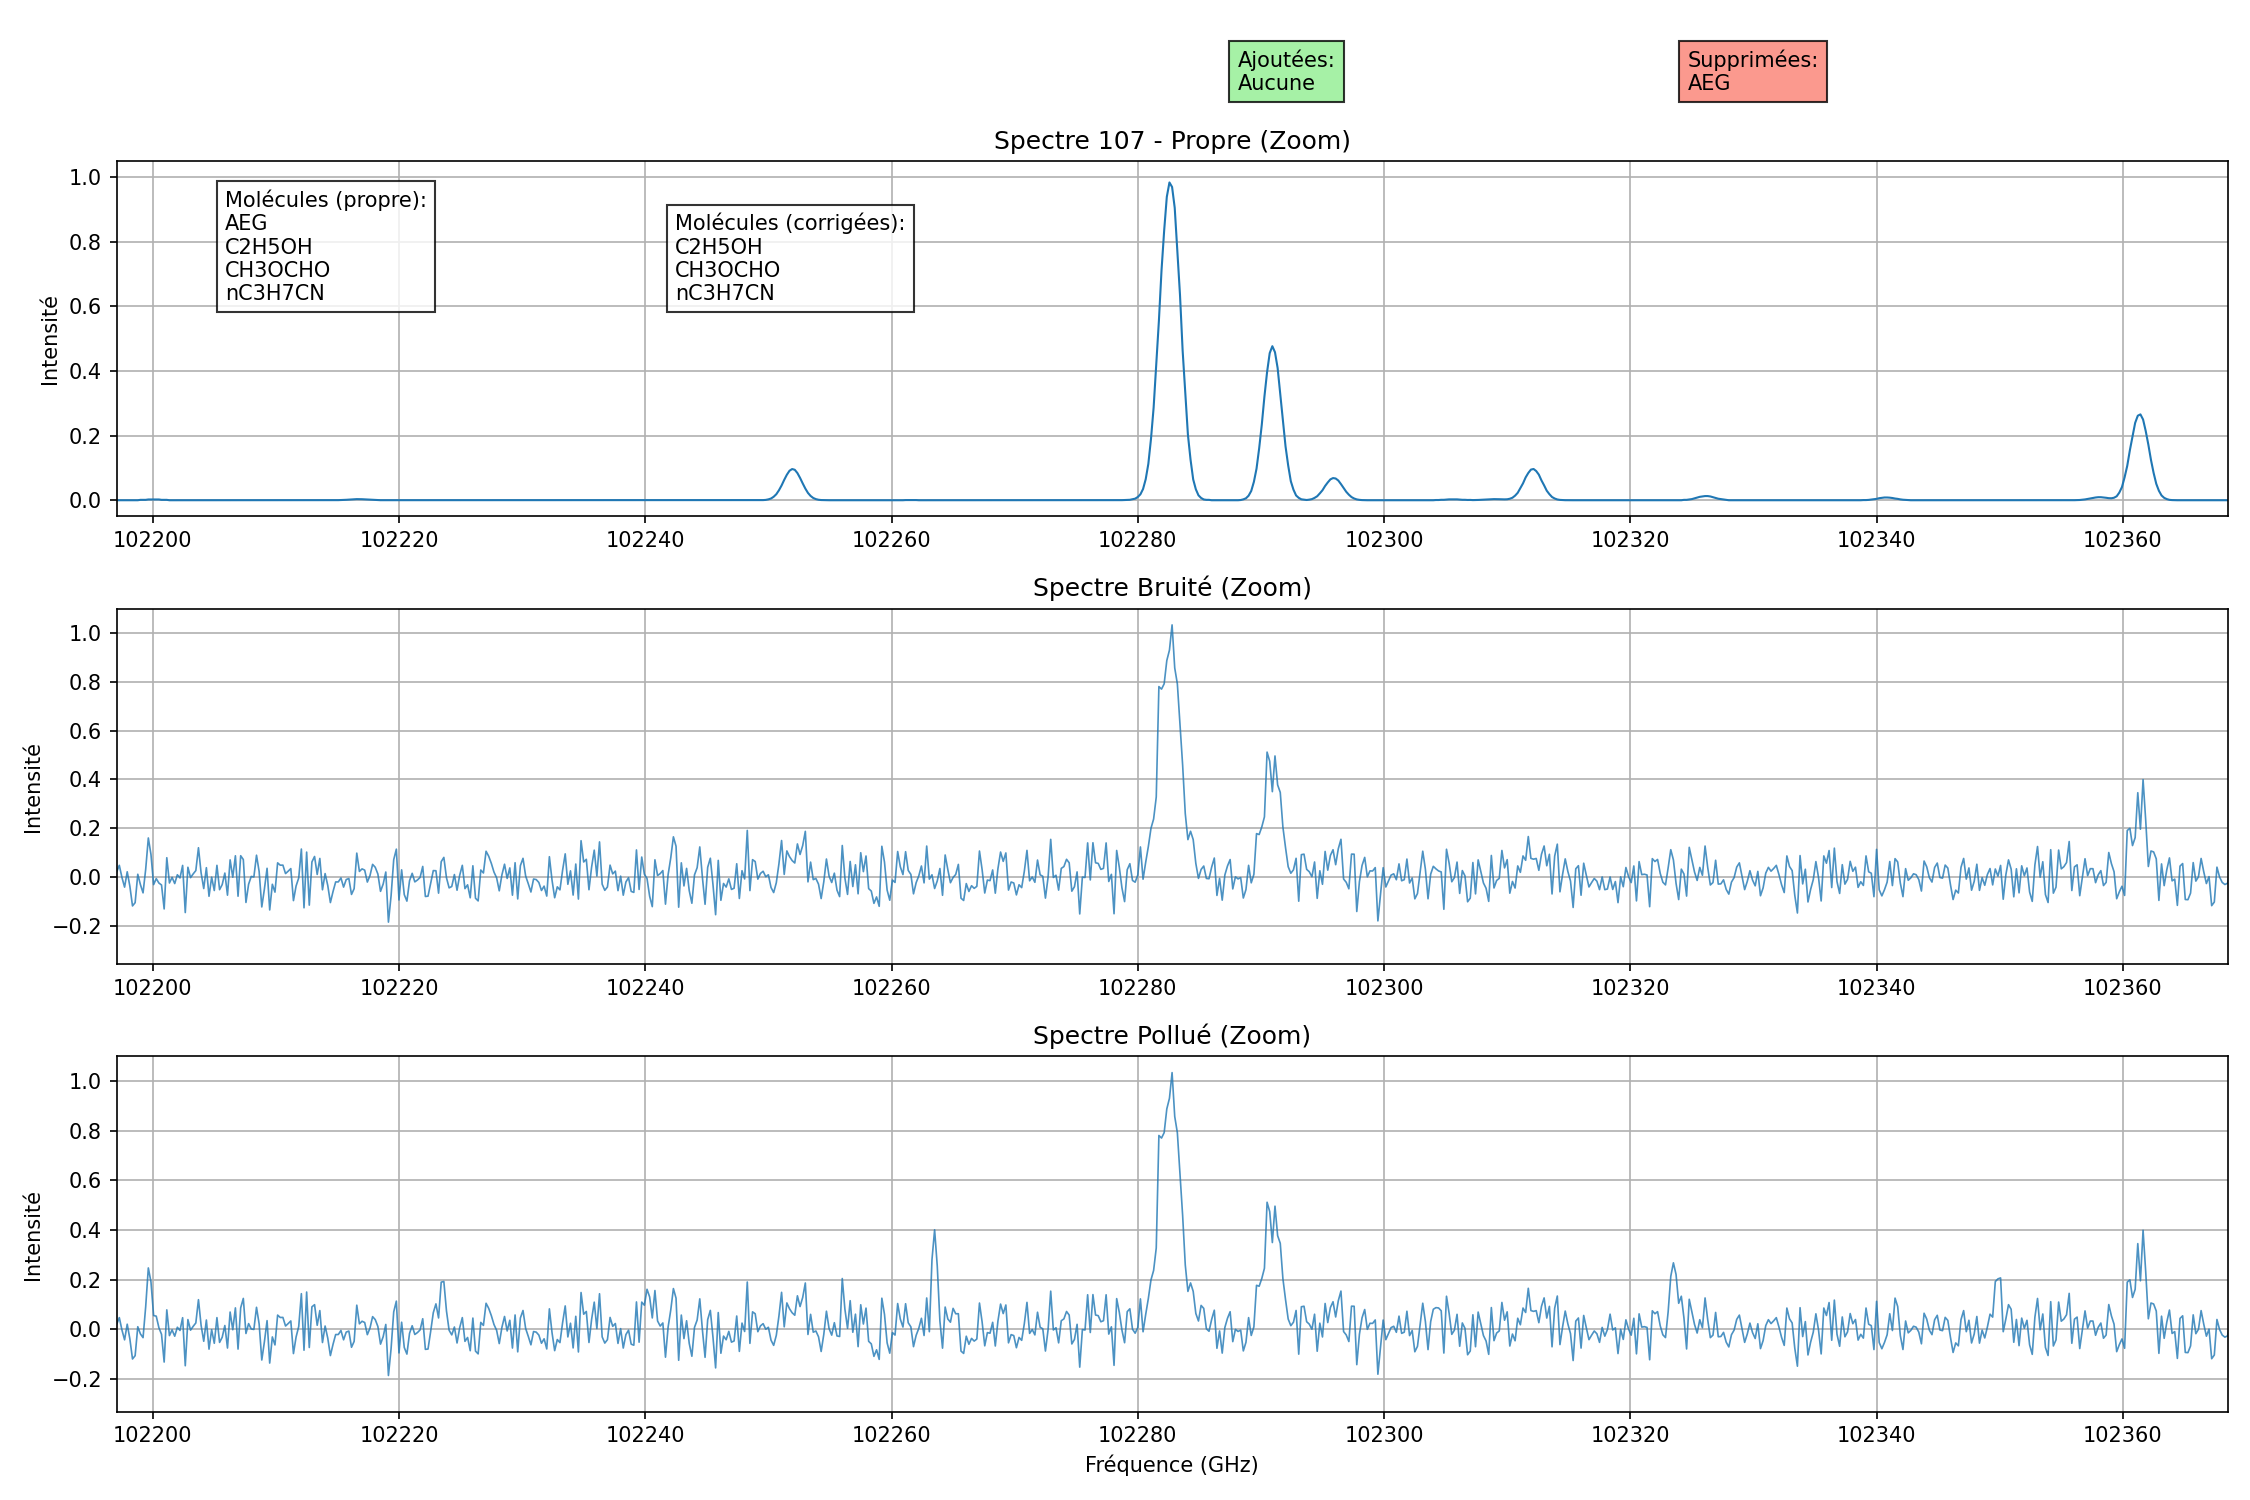 Ajoutées:
Aucune
Supprimées:
AEG
Spectre 107 - Propre (Zoom)
Molécules (propre):
AEG
C2H5OH
CH3OCHO
nC3H7CN
Molécules (corrigées):
C2H5OH
CH3OCHO
nC3H7CN
Intensité
1.0
0.8
0.6
0.4
0.2
0.0
102200 102220 102240 102260 102280 102300 102320 102340 102360
Spectre Bruité (Zoom)
Intensité
1.0
0.8
0.6
0.4
0.2
0.0
−0.2
102200 102220 102240 102260 102280 102300 102320 102340 102360
Spectre Pollué (Zoom)
Intensité
1.0
0.8
0.6
0.4
0.2
0.0
−0.2
102200 102220 102240 102260 102280 102300 102320 102340 102360
Fréquence (GHz)